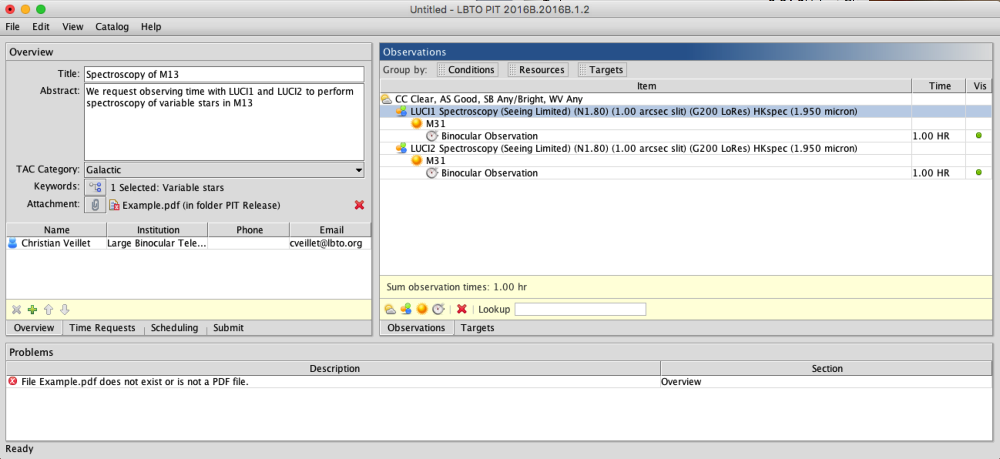 Untitled - LBTO PIT 2016B.2016B.1.2
File Edit View Catalog Help
Overview
Title: Spectroscopy of M13
Abstract: We request observing time with LUCI1 and LUCI2 to perform
spectroscopy of variable stars in M13
TAC Category: Galactic
Keywords: 1 Selected: Variable stars
Attachment: Example.pdf (in folder PIT Release)
Name Institution Phone Email
Christian Veillet Large Binocular Tele... cveillet@lbto.org
Overview Time Requests Scheduling Submit
Observations
Group by: Conditions Resources Targets
Item Time Vis
CC Clear, AS Good, SB Any/Bright, WV Any
LUCI1 Spectroscopy (Seeing Limited) (N1.80) (1.00 arcsec slit) (G200 LoRes) HKspec (1.950 micron)
M31
Binocular Observation 1.00 HR
LUCI2 Spectroscopy (Seeing Limited) (N1.80) (1.00 arcsec slit) (G200 LoRes) HKspec (1.950 micron)
M31
Binocular Observation 1.00 HR
Sum observation times: 1.00 hr
Lookup
Observations Targets
Problems
Description Section
File Example.pdf does not exist or is not a PDF file. Overview
Ready